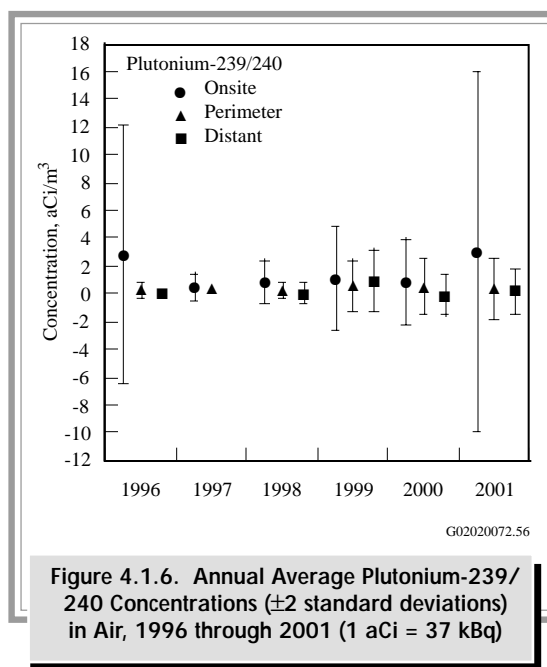 18
16
14
12
10
8
6
4
2
0
-2
-4
-6
-8
-10
-12
Concentration, aCi/m³
Plutonium-239/240
Onsite
Perimeter
Distant
1996 1997 1998 1999 2000 2001
G02020072.56
Figure 4.1.6. Annual Average Plutonium-239/
240 Concentrations (±2 standard deviations)
in Air, 1996 through 2001 (1 aCi = 37 kBq)